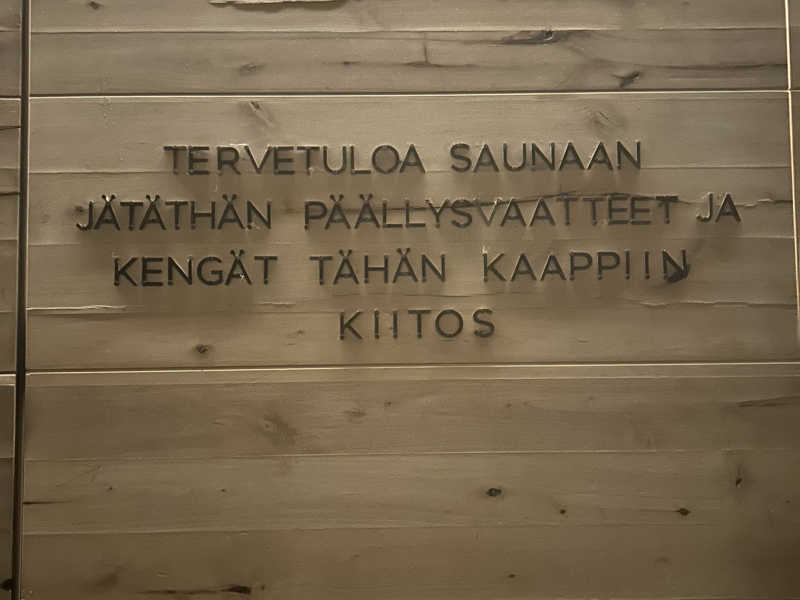 TERVETULOA SAUNAAN
JÄTÄTHÄN PÄÄLLYSVAATTEET JA
KENGÄT TÄHÄN KAAPPIIN
KIITOS